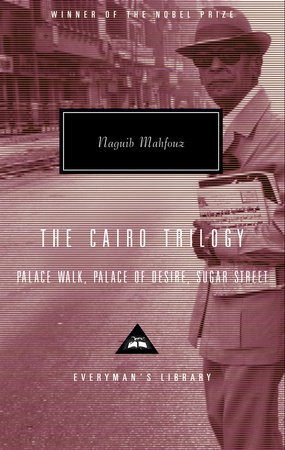 WINNER OF THE NOBEL PRIZE
Naguib Mahfouz
THE CAIRO TRILOGY
PALACE WALK, PALACE OF DESIRE, SUGAR STREET
EVERYMAN'S LIBRARY